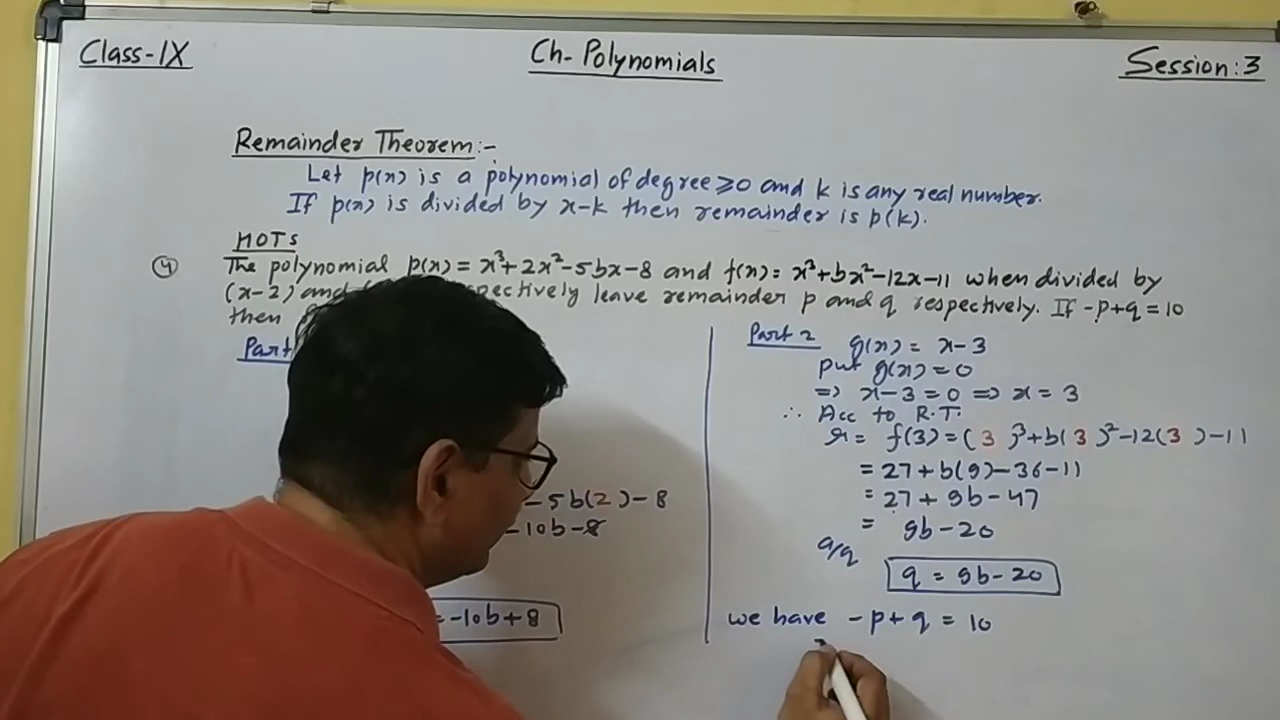 Class-IX
Ch- Polynomials
Session:3
Remainder Theorem:-
Let p(x) is a polynomial of degree ≥ 0 and k is any real number.
If p(x) is divided by x-k then remainder is p(k).
HOTs
④ The polynomial p(x) = x³+2x²-5bx-8 and f(x) = x³+bx²-12x-11 when divided by
(x-2) and respectively leave remainder p and q respectively. If -p+q=10
then
Part
-5b(2)-8
-10b-8
=-10b+8
Part 2 g(x) = x-3
put g(x) = 0
=> x-3 = 0 => x = 3
∴ Acc to R.T.
r = f(3) = (3)³+b(3)²-12(3)-11
= 27+b(9)-36-11
= 27+9b-47
= 9b-20
a/q
q = 9b-20
we have -p+q = 10